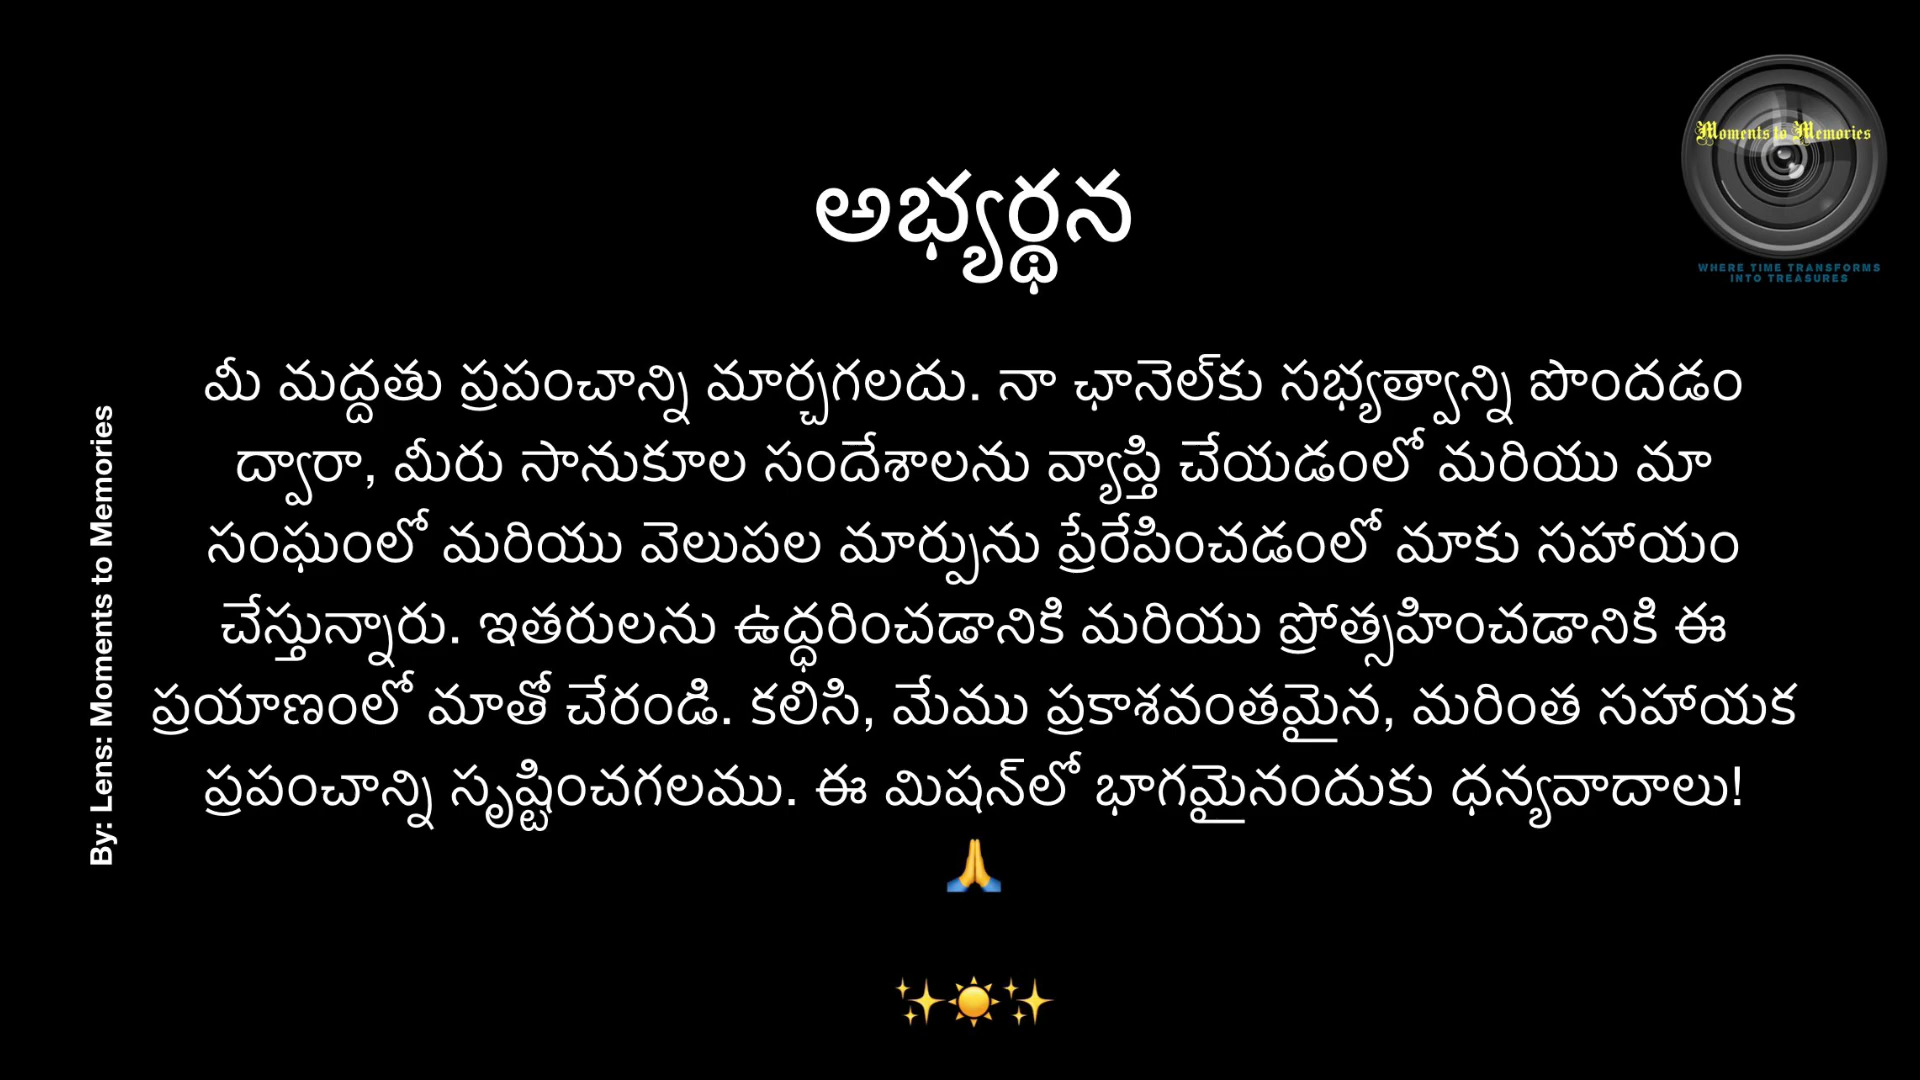 Moments to Memories
WHERE TIME TRANSFORMS
INTO TREASURES
అభ్యర్థన
మీ మద్దతు ప్రపంచాన్ని మార్చగలదు. నా ఛానెల్‌కు సభ్యత్వాన్ని పొందడం
ద్వారా, మీరు సానుకూల సందేశాలను వ్యాప్తి చేయడంలో మరియు మా
సంఘంలో మరియు వెలుపల మార్పును ప్రేరేపించడంలో మాకు సహాయం
చేస్తున్నారు. ఇతరులను ఉద్ధరించడానికి మరియు ప్రోత్సహించడానికి ఈ
ప్రయాణంలో మాతో చేరండి. కలిసి, మేము ప్రకాశవంతమైన, మరింత సహాయక
ప్రపంచాన్ని సృష్టించగలము. ఈ మిషన్‌లో భాగమైనందుకు ధన్యవాదాలు!
🙏
✨☀️✨
By: Lens: Moments to Memories